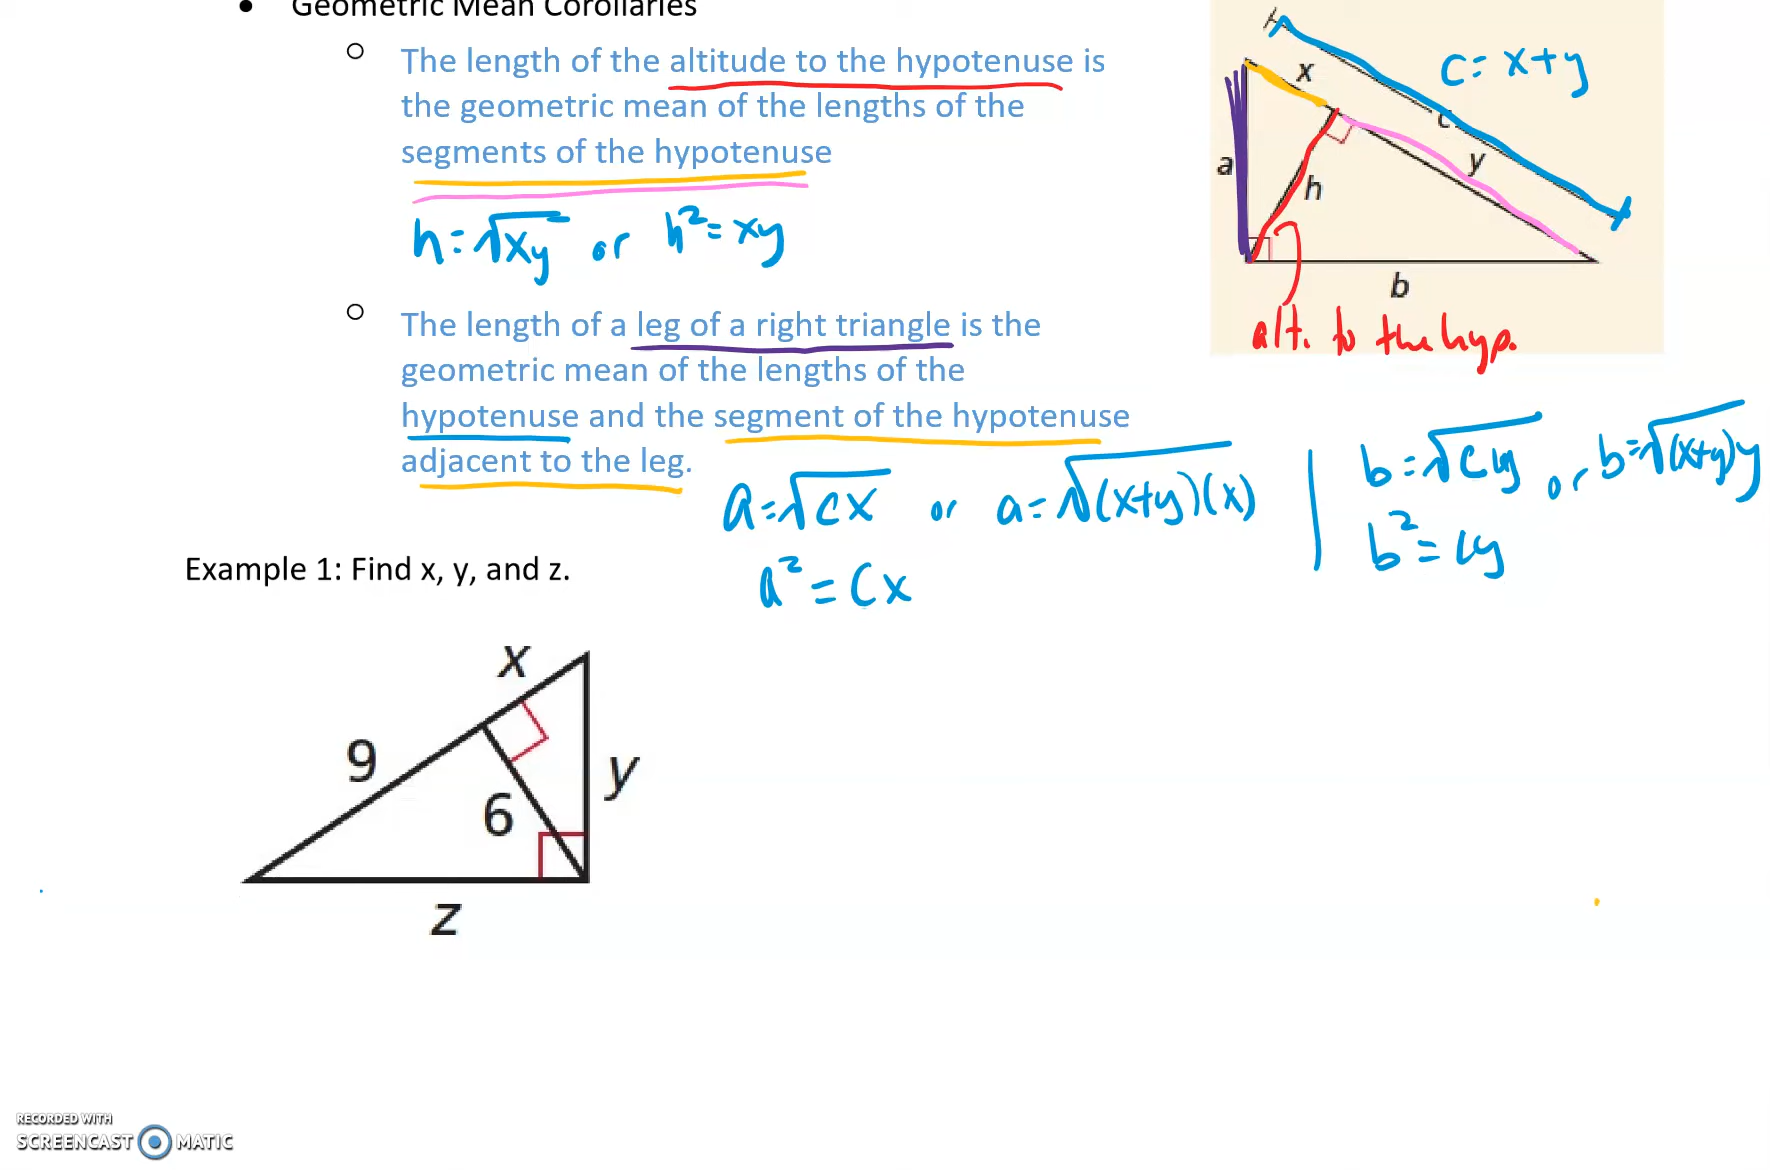 ● Geometric Mean Corollaries
○ The length of the altitude to the hypotenuse is
the geometric mean of the lengths of the
segments of the hypotenuse
h = √xy or h² = xy
○ The length of a leg of a right triangle is the
geometric mean of the lengths of the
hypotenuse and the segment of the hypotenuse
adjacent to the leg.
a = √cx or a = √(x+y)(x)
a² = cx
b = √cy or b = √(x+y)y
b² = cy
x
c = x+y
c
a
h
y
b
alt. to the hyp.
Example 1: Find x, y, and z.
x
9
6
y
z
RECORDED WITH
SCREENCAST MATIC